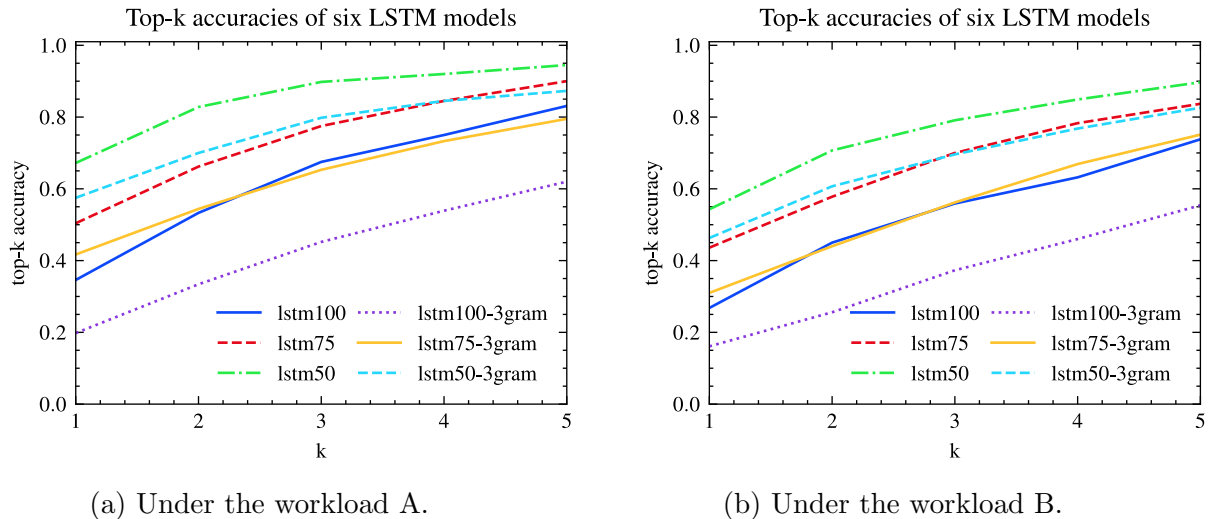 Top-k accuracies of six LSTM models
1.0
0.8
0.6
0.4
0.2
0.0
top-k accuracy
lstm100
lstm75
lstm50
lstm100-3gram
lstm75-3gram
lstm50-3gram
1 2 3 4 5
k
(a) Under the workload A.
Top-k accuracies of six LSTM models
1.0
0.8
0.6
0.4
0.2
0.0
top-k accuracy
lstm100
lstm75
lstm50
lstm100-3gram
lstm75-3gram
lstm50-3gram
1 2 3 4 5
k
(b) Under the workload B.